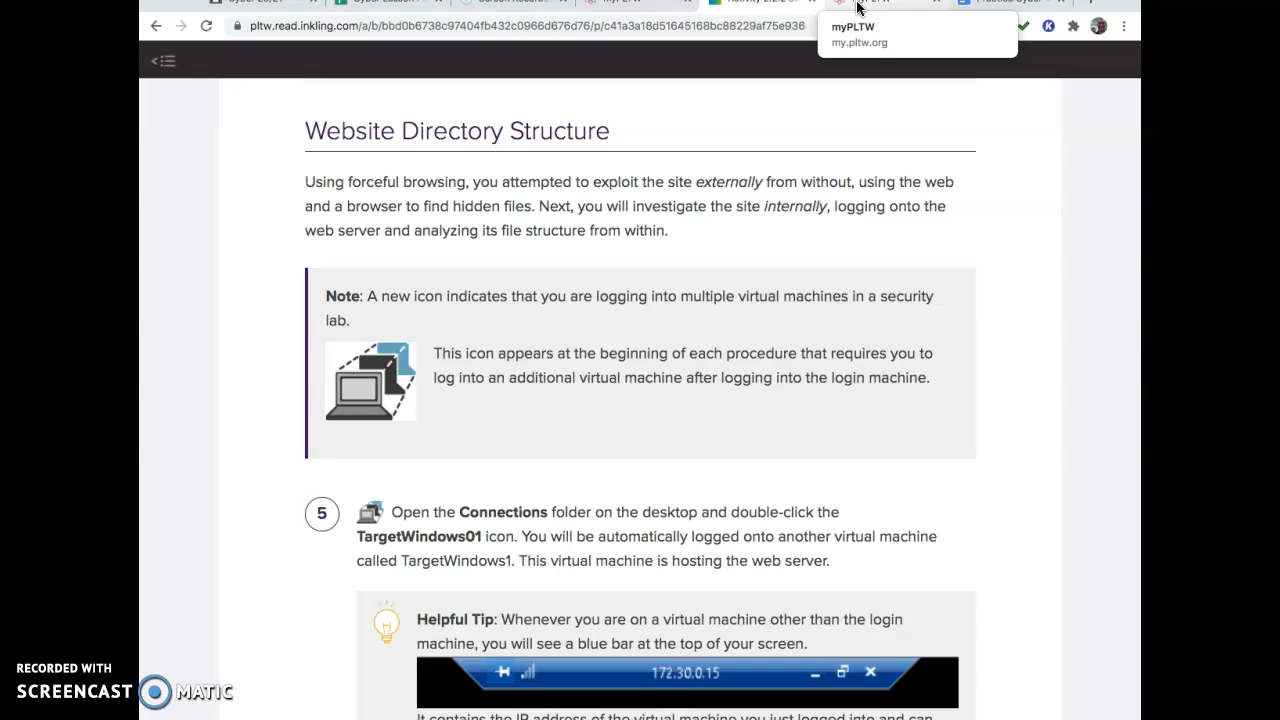 myPLTW
pltw.read.inkling.com/a/b/bbd0b6738c97404fb432c0966d676d76/p/c41a3a18d51645168bc88229af75e936
myPLTW
my.pltw.org
Website Directory Structure
Using forceful browsing, you attempted to exploit the site externally from without, using the web
and a browser to find hidden files. Next, you will investigate the site internally, logging onto the
web server and analyzing its file structure from within.
Note: A new icon indicates that you are logging into multiple virtual machines in a security
lab.
This icon appears at the beginning of each procedure that requires you to
log into an additional virtual machine after logging into the login machine.
5
Open the Connections folder on the desktop and double-click the
TargetWindows01 icon. You will be automatically logged onto another virtual machine
called TargetWindows1. This virtual machine is hosting the web server.
Helpful Tip: Whenever you are on a virtual machine other than the login
machine, you will see a blue bar at the top of your screen.
172.30.0.15
It contains the IP address of the virtual machine you just logged into and can
RECORDED WITH
SCREENCAST MATIC